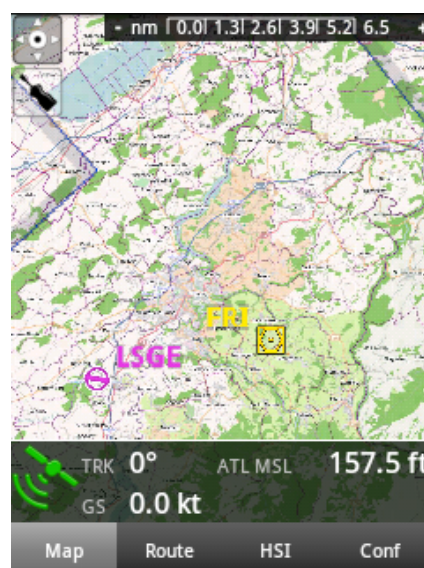 - nm 0.0 1.3 2.6 3.9 5.2 6.5 +
FRI
LSGE
TRK 0° ATL MSL 157.5 ft
GS 0.0 kt
Map Route HSI Conf